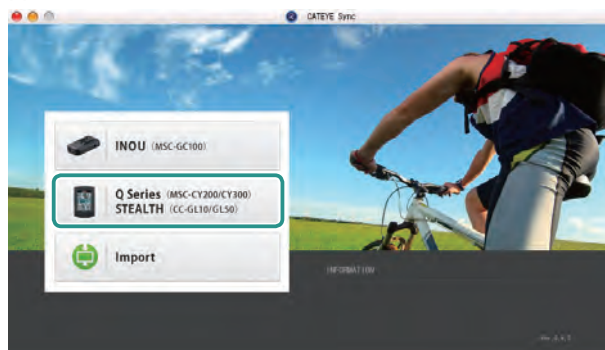 CATEYE Sync
INOU (MSC-GC100)
Q Series (MSC-CY200/CY300)
STEALTH (CC-GL10/GL50)
Import
INFORMATION